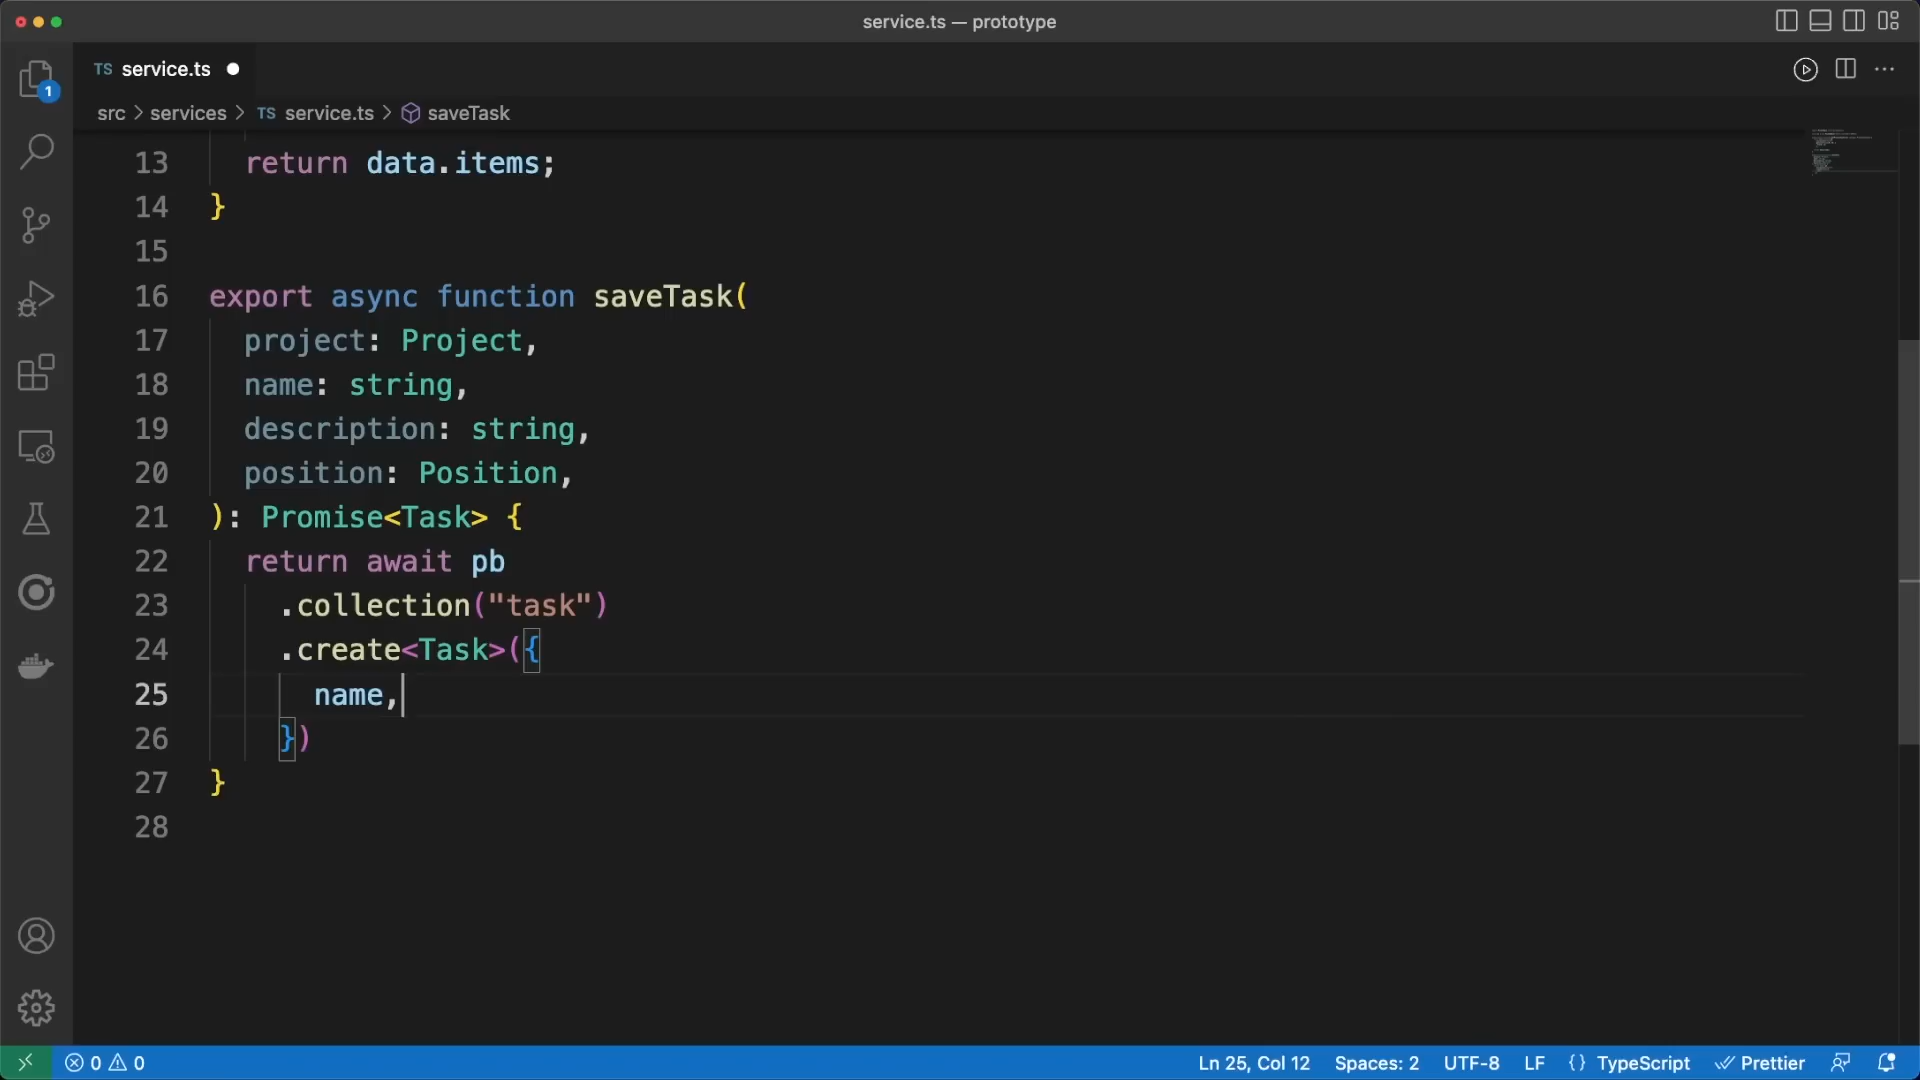 service.ts — prototype
TS service.ts
1
src > services > TS service.ts > saveTask
13 return data.items;
14 }
15
16 export async function saveTask(
17 project: Project,
18 name: string,
19 description: string,
20 position: Position,
21 ): Promise<Task> {
22 return await pb
23 .collection("task")
24 .create<Task>({
25 name,
26 })
27 }
28
0 0 Ln 25, Col 12 Spaces: 2 UTF-8 LF {} TypeScript Prettier